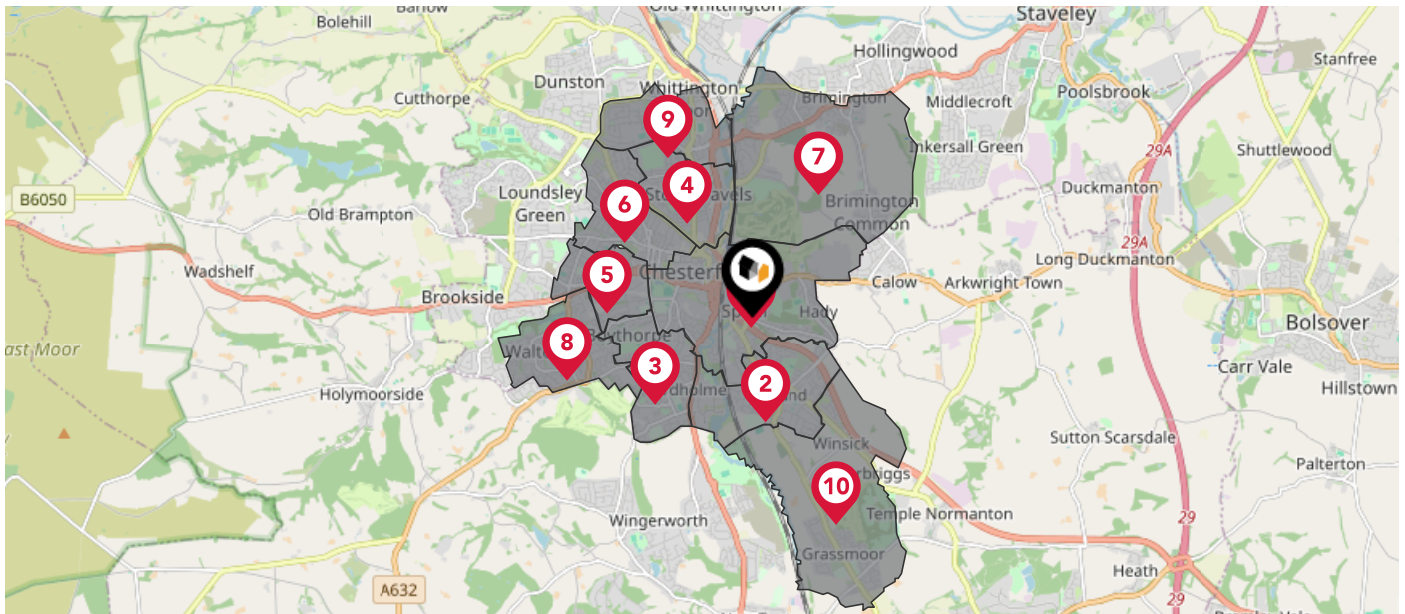 Barlow
Old Whittington
Bolehill
Staveley
Hollingwood
Stanfree
Dunston
Whittington
Moor
Brimington
Cutthorpe
Middlecroft
Poolsbrook
9
Inkersall Green
29A
Shuttlewood
7
Duckmanton
4
B6050
Loundsley
Green
6
Brimington
Common
Old Brampton
29A
Long Duckmanton
Wadshelf
5
Calow
Arkwright Town
Brookside
Hady
Bolsover
8
3
2
Carr Vale
Hillstown
Holymoorside
Winsick
Sutton Scarsdale
Palterton
10
Temple Normanton
29
Wingerworth
Grassmoor
Heath
A632
29